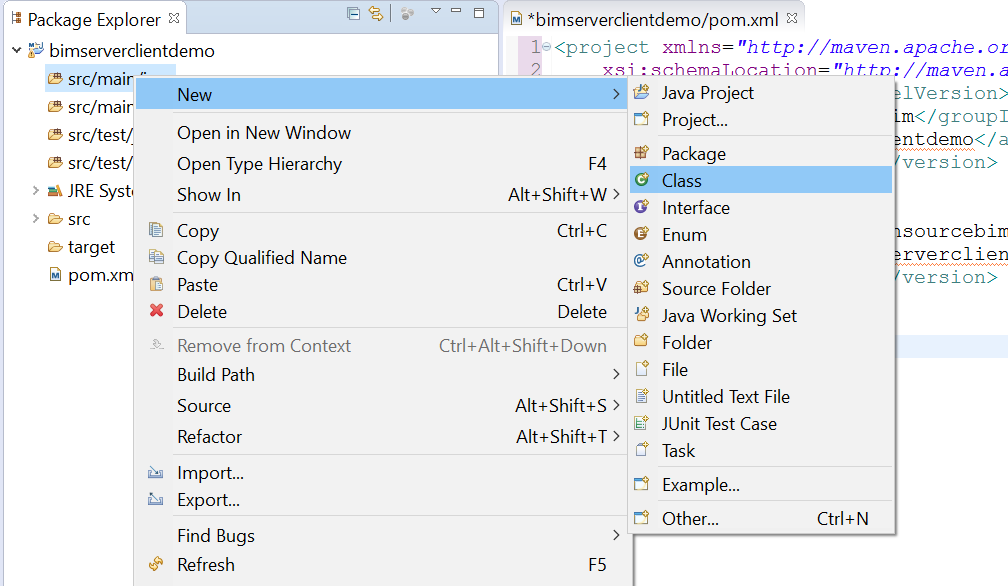 Package Explorer
*bimserverclientdemo/pom.xml
bimserverclientdemo
src/main/
src/main
src/test/
src/test/
JRE Syst
src
target
pom.xm
1 <project xmlns="http://maven.apache.or
2 xsi:schemaLocation="http://maven.a
elVersion>
im</groupI
entdemo</a
/version>
nsourcebim
erverclien
/version>
New
Open in New Window
Open Type Hierarchy F4
Show In Alt+Shift+W
Copy Ctrl+C
Copy Qualified Name
Paste Ctrl+V
Delete Delete
Remove from Context Ctrl+Alt+Shift+Down
Build Path
Source Alt+Shift+S
Refactor Alt+Shift+T
Import...
Export...
Find Bugs
Refresh F5
Java Project
Project...
Package
Class
Interface
Enum
Annotation
Source Folder
Java Working Set
Folder
File
Untitled Text File
JUnit Test Case
Task
Example...
Other... Ctrl+N